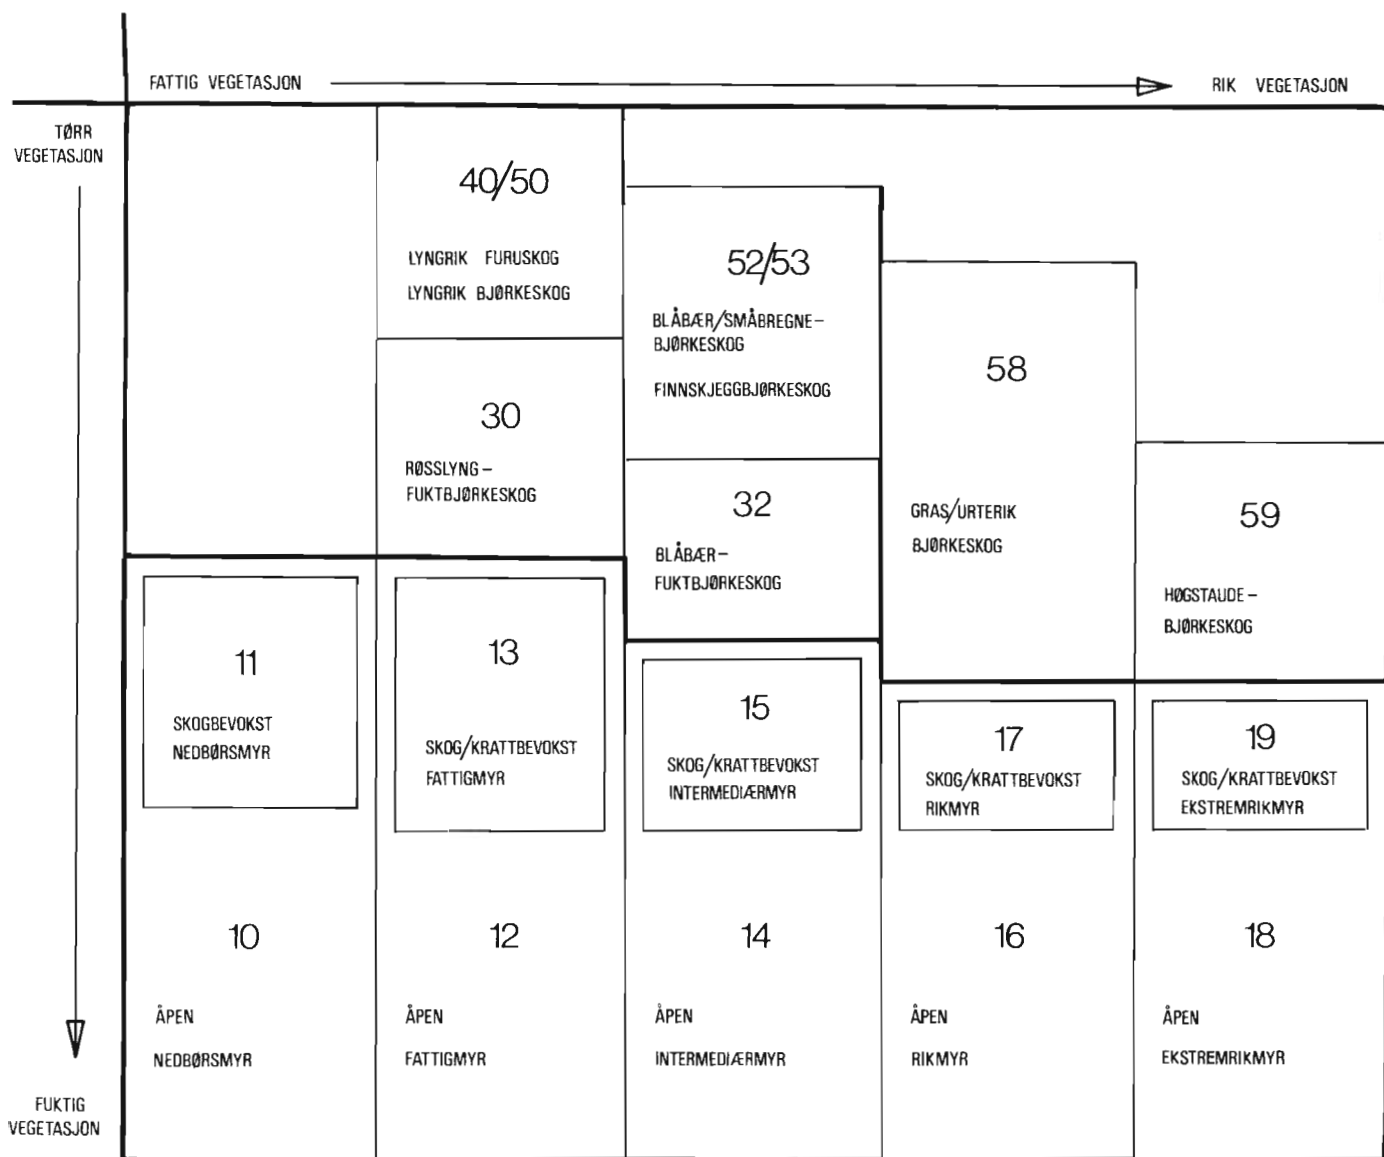 FATTIG VEGETASJON
RIK VEGETASJON
TØRR
VEGETASJON
FUKTIG
VEGETASJON
40/50
LYNGRIK FURUSKOG
LYNGRIK BJØRKESKOG
52/53
BLÅBÆR/SMÅBREGNE-
BJØRKESKOG
FINNSKJEGGBJØRKESKOG
58
GRAS/URTERIK
BJØRKESKOG
30
RØSSLYNG-
FUKTBJØRKESKOG
32
BLÅBÆR-
FUKTBJØRKESKOG
59
HØGSTAUDE-
BJØRKESKOG
11
SKOGBEVOKST
NEDBØRSMYR
13
SKOG/KRATTBEVOKST
FATTIGMYR
15
SKOG/KRATTBEVOKST
INTERMEDIÆRMYR
17
SKOG/KRATTBEVOKST
RIKMYR
19
SKOG/KRATTBEVOKST
EKSTREMRIKMYR
10
ÅPEN
NEDBØRSMYR
12
ÅPEN
FATTIGMYR
14
ÅPEN
INTERMEDIÆRMYR
16
ÅPEN
RIKMYR
18
ÅPEN
EKSTREMRIKMYR